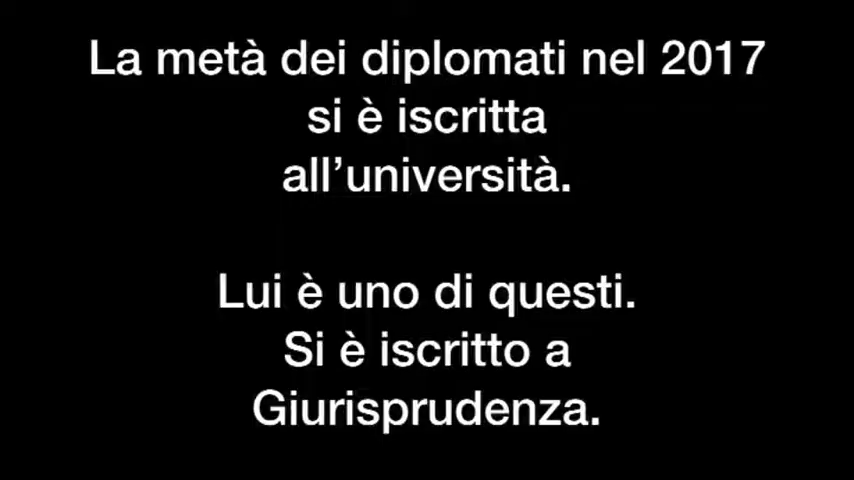 La metà dei diplomati nel 2017
si è iscritta
all’università.
Lui è uno di questi.
Si è iscritto a
Giurisprudenza.